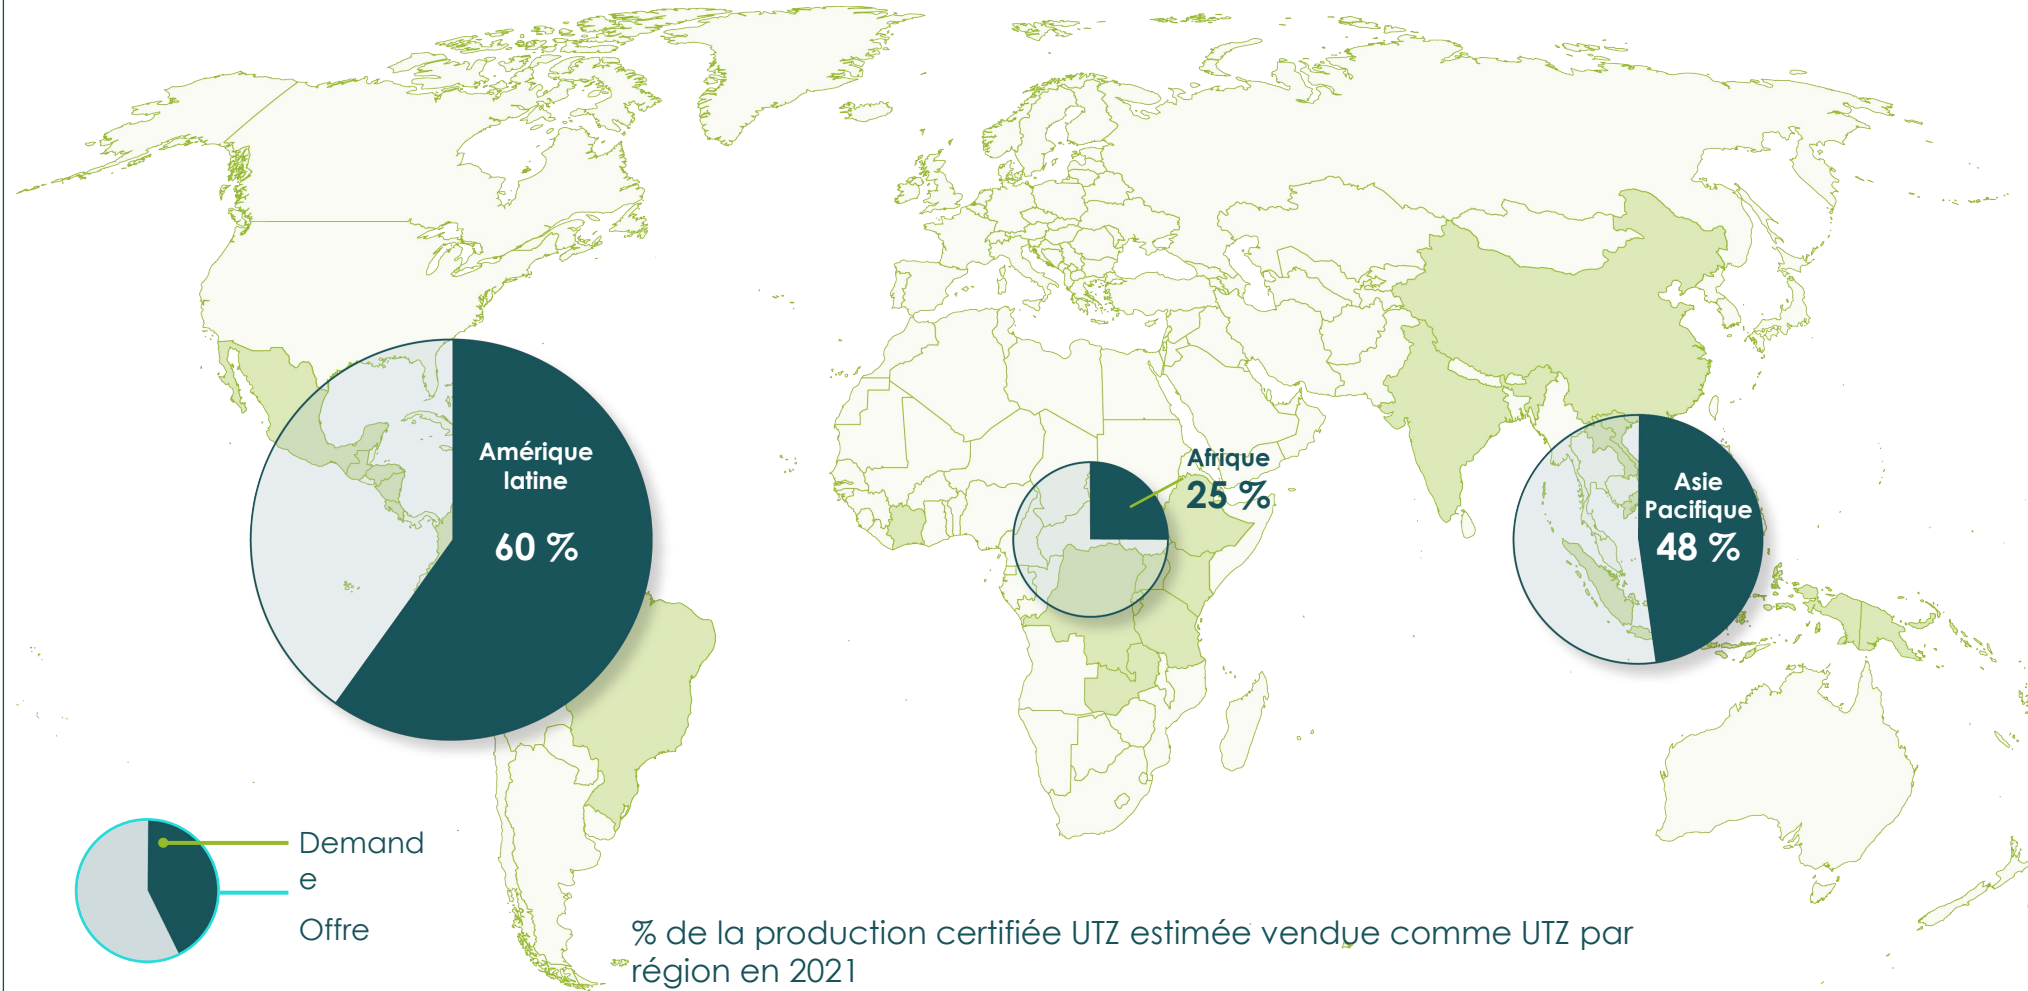 Amérique
latine
60 %
Afrique
25 %
Asie
Pacifique
48 %
Demand
e
Offre
% de la production certifiée UTZ estimée vendue comme UTZ par
région en 2021